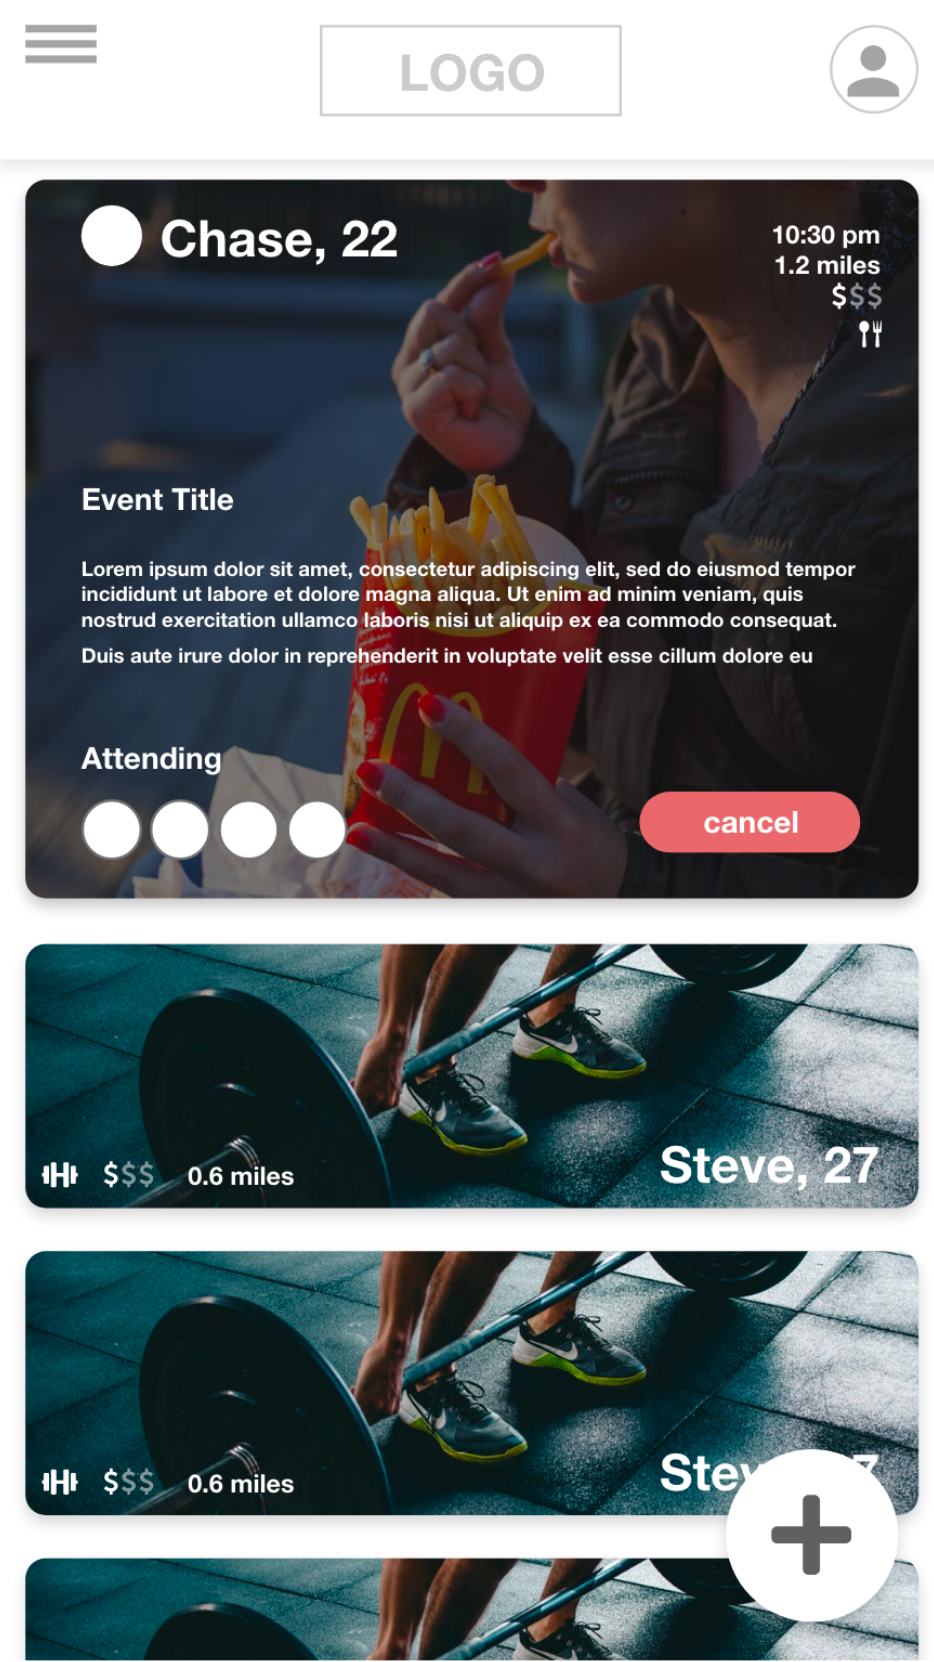 LOGO
Chase, 22
10:30 pm
1.2 miles
$$$
Event Title
Lorem ipsum dolor sit amet, consectetur adipiscing elit, sed do eiusmod tempor
incididunt ut labore et dolore magna aliqua. Ut enim ad minim veniam, quis
nostrud exercitation ullamco laboris nisi ut aliquip ex ea commodo consequat.
Duis aute irure dolor in reprehenderit in voluptate velit esse cillum dolore eu
Attending
cancel
$$$ 0.6 miles
Steve, 27
$$$ 0.6 miles